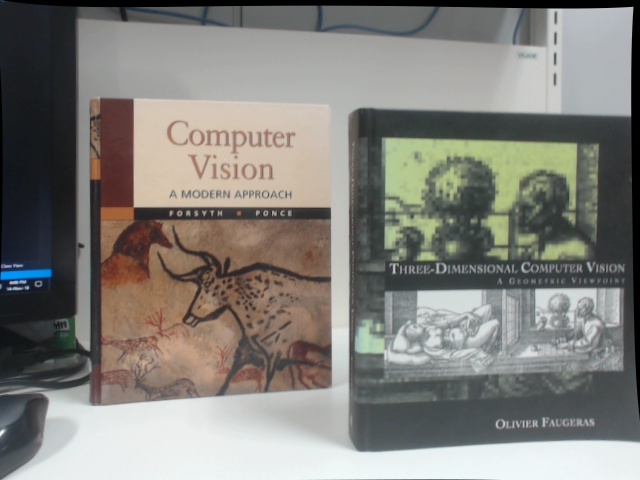 Computer
Vision
A MODERN APPROACH
FORSYTH PONCE
THREE-DIMENSIONAL COMPUTER VISION
A GEOMETRIC VIEWPOINT
OLIVIER FAUGERAS